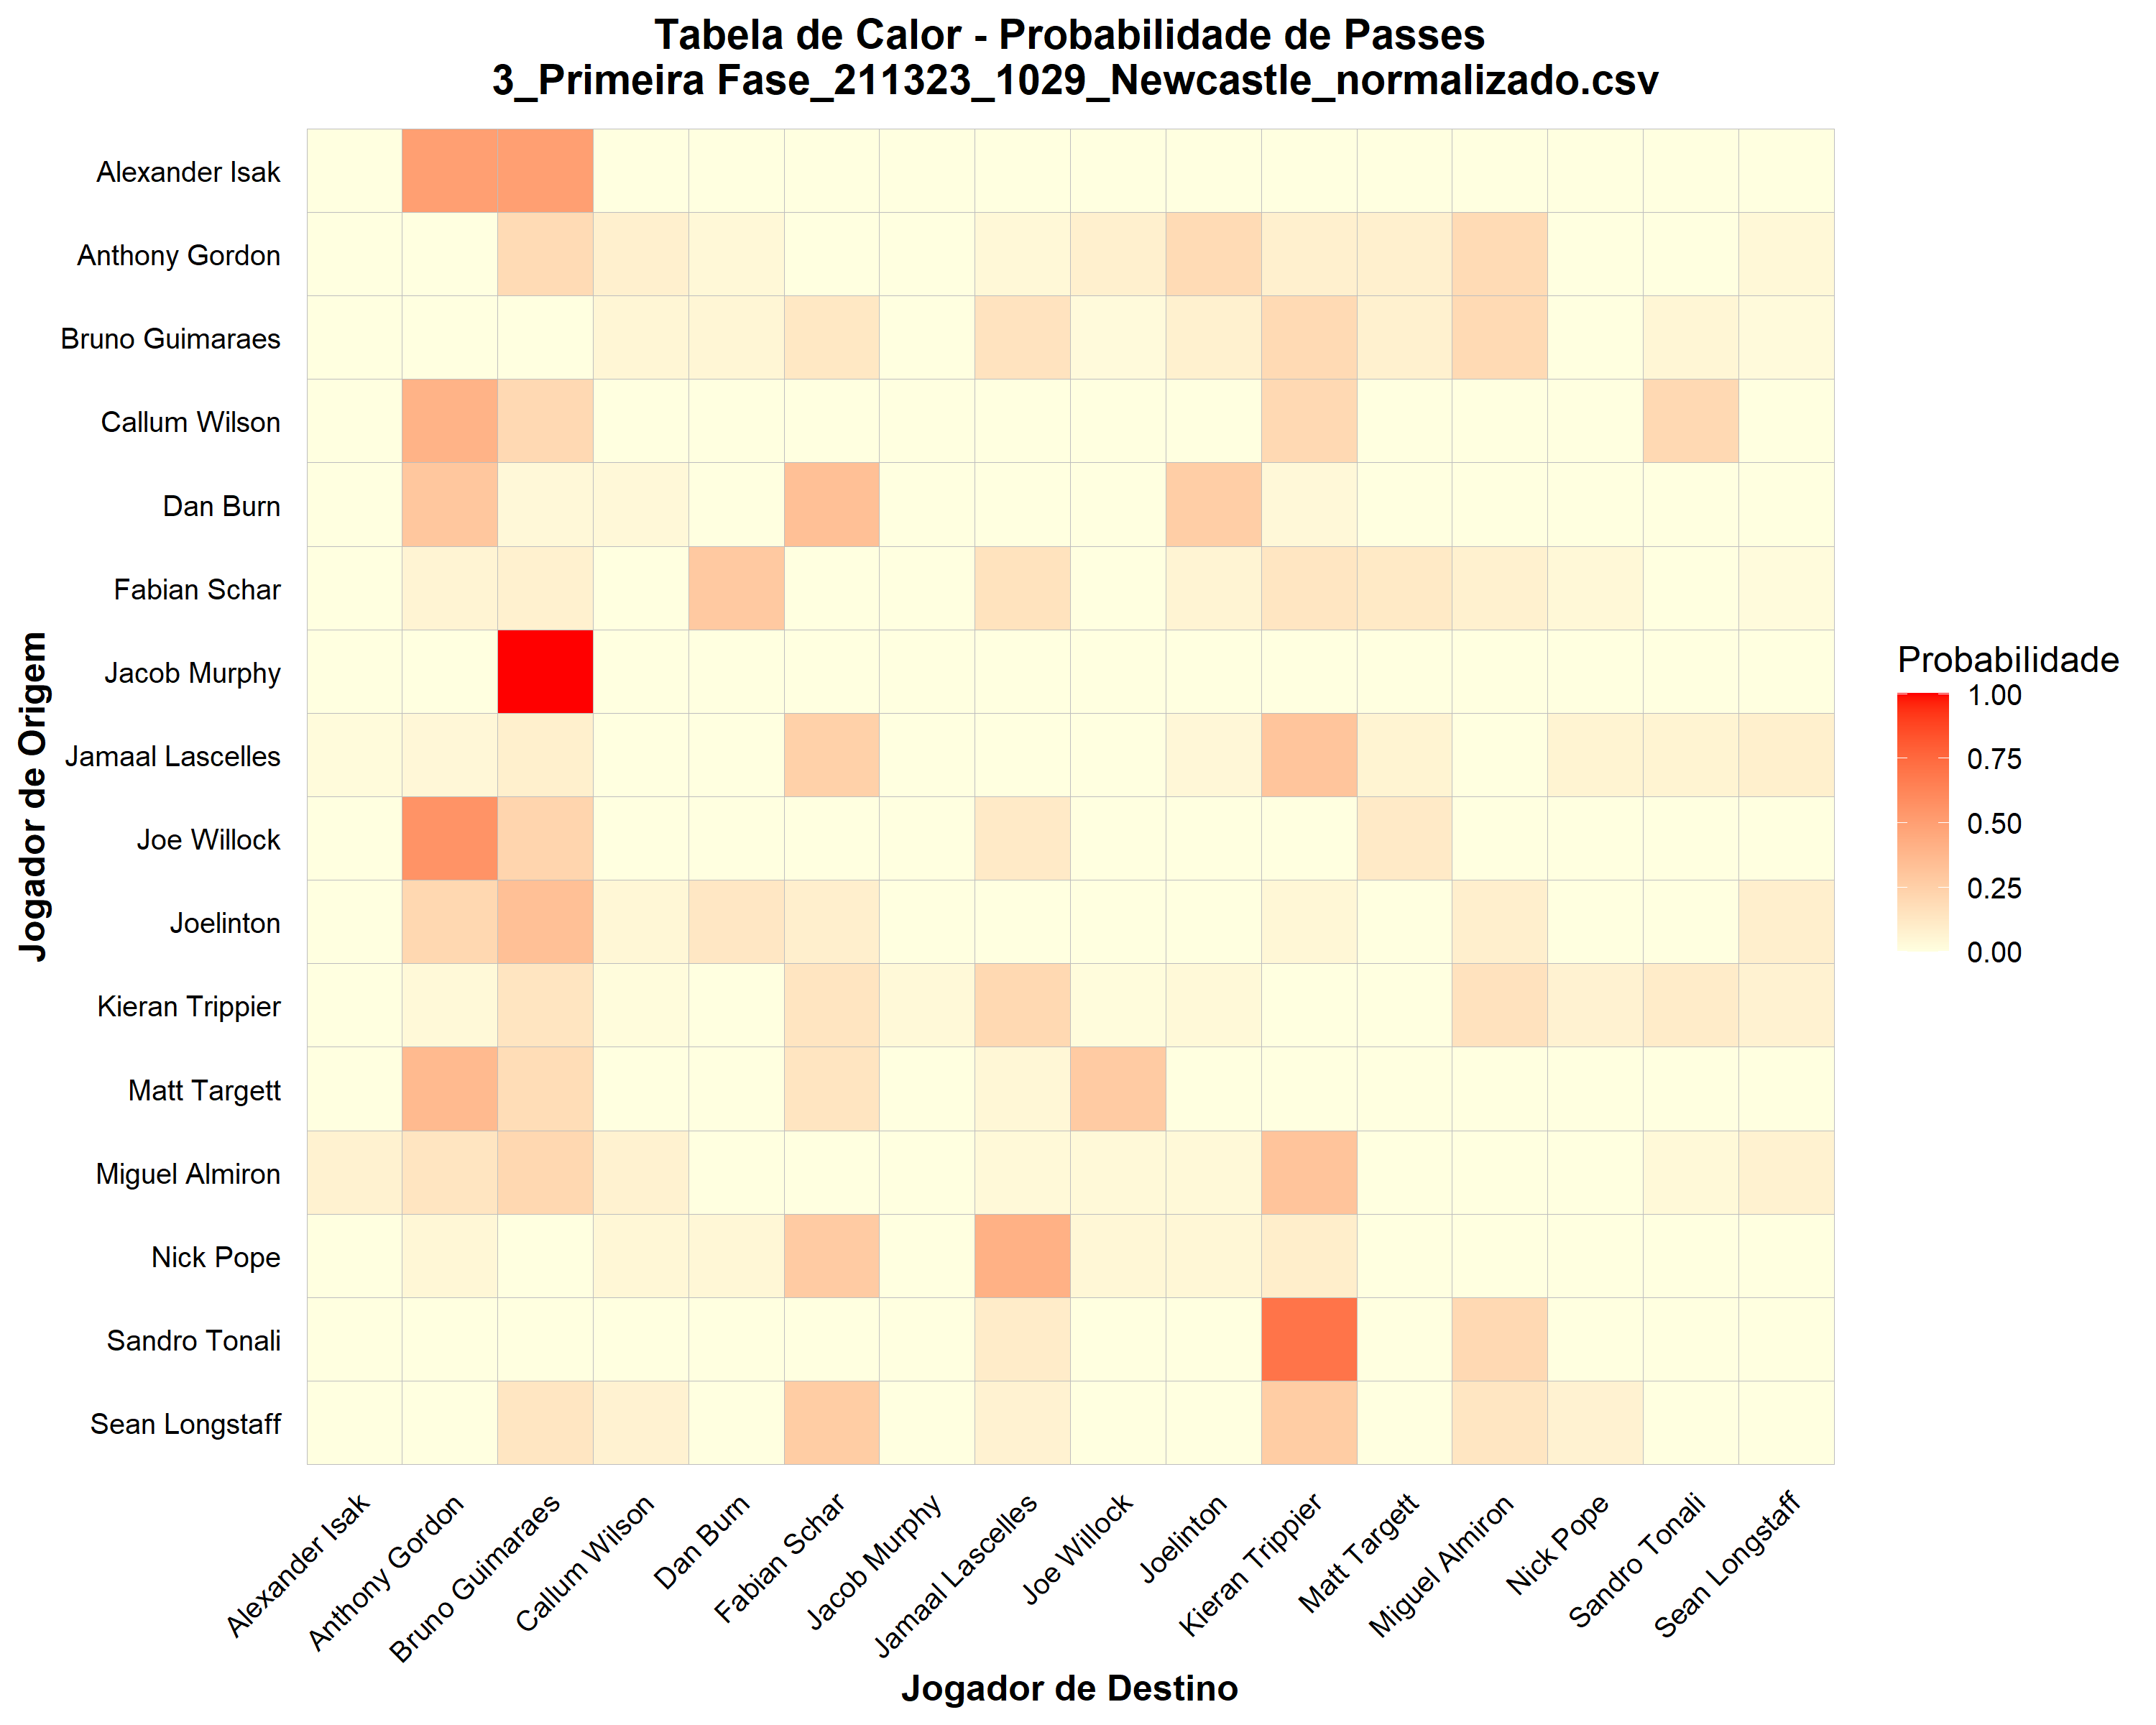 Tabela de Calor - Probabilidade de Passes
3_Primeira Fase_211323_1029_Newcastle_normalizado.csv
Jogador de Origem
Alexander Isak
Anthony Gordon
Bruno Guimaraes
Callum Wilson
Dan Burn
Fabian Schar
Jacob Murphy
Jamaal Lascelles
Joe Willock
Joelinton
Kieran Trippier
Matt Targett
Miguel Almiron
Nick Pope
Sandro Tonali
Sean Longstaff
Alexander Isak
Anthony Gordon
Bruno Guimaraes
Callum Wilson
Dan Burn
Fabian Schar
Jacob Murphy
Jamaal Lascelles
Joe Willock
Joelinton
Kieran Trippier
Matt Targett
Miguel Almiron
Nick Pope
Sandro Tonali
Sean Longstaff
Jogador de Destino
Probabilidade
1.00
0.75
0.50
0.25
0.00